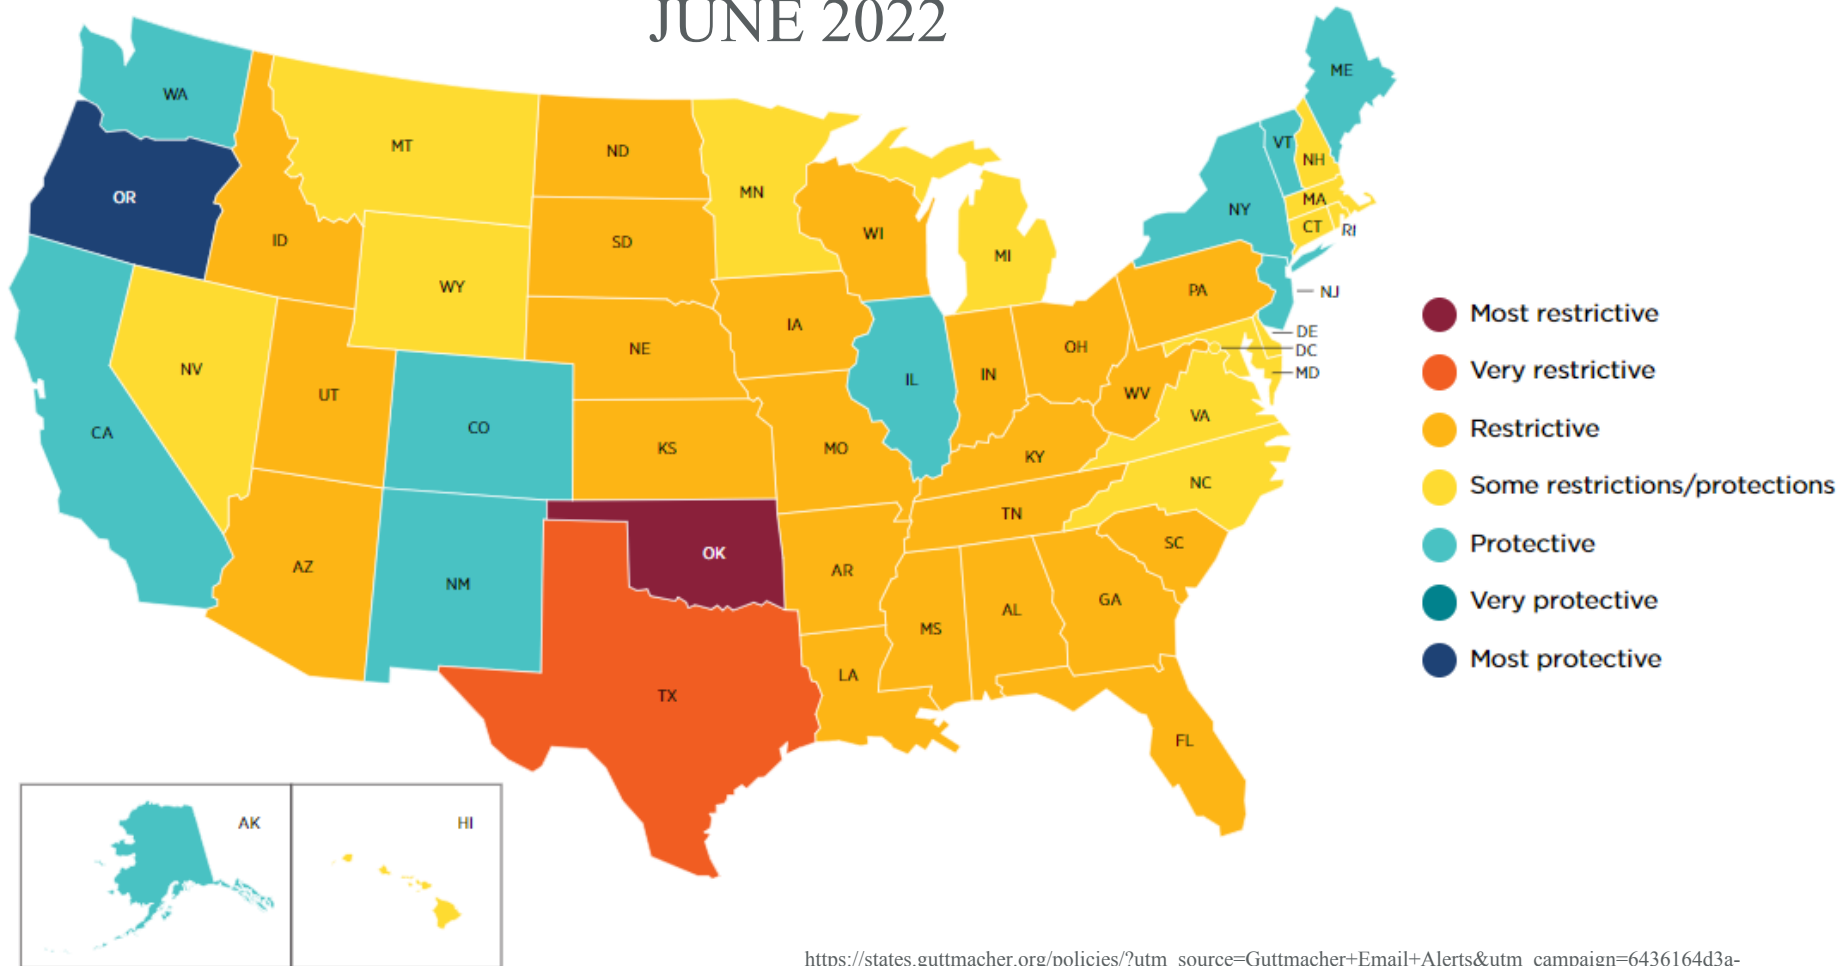 JUNE 2022
WA
OR
CA
NV
ID
MT
WY
UT
AZ
CO
NM
ND
SD
NE
KS
OK
TX
MN
IA
MO
AR
LA
WI
IL
MI
IN
OH
KY
TN
MS
AL
GA
FL
SC
NC
VA
WV
PA
NY
VT
NH
ME
MA
CT
RI
NJ
DE
DC
MD
AK
HI
Most restrictive
Very restrictive
Restrictive
Some restrictions/protections
Protective
Very protective
Most protective
https://states.guttmacher.org/policies/?utm_source=Guttmacher+Email+Alerts&utm_campaign=6436164d3a-